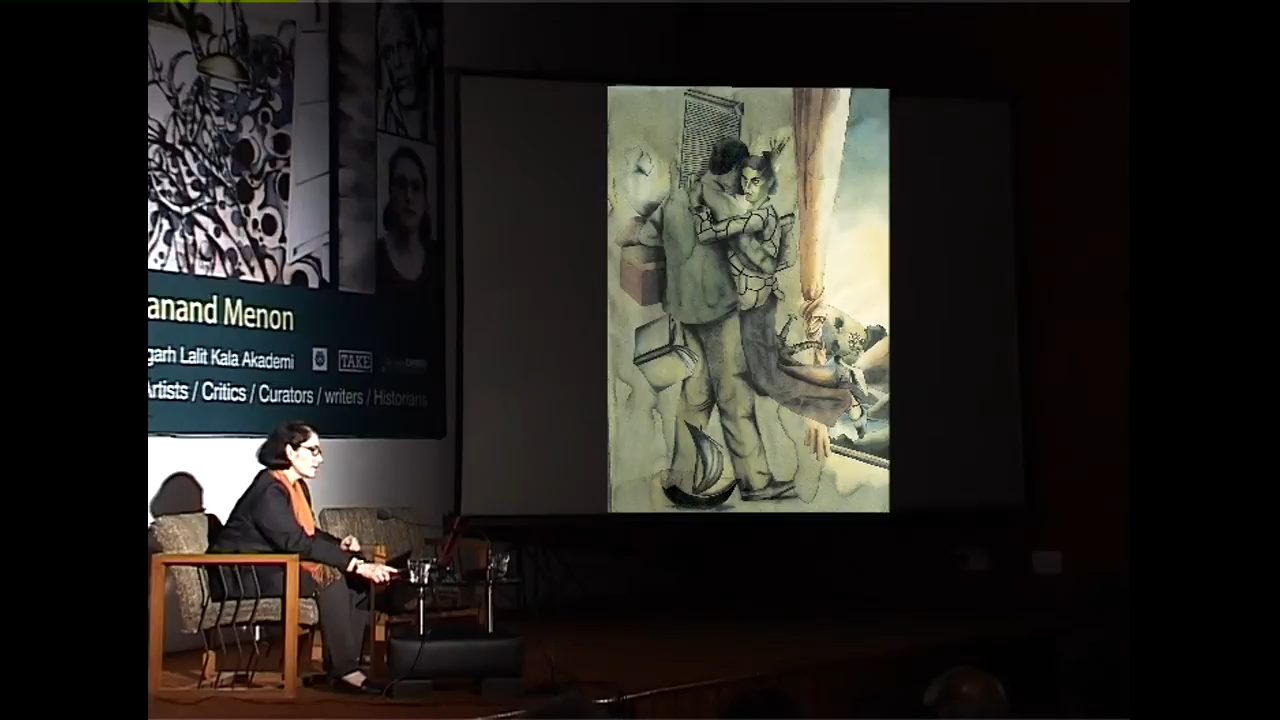 anand Menon
garh Lalit Kala Akademi
TAKE
Artists / Critics / Curators / writers / Historians